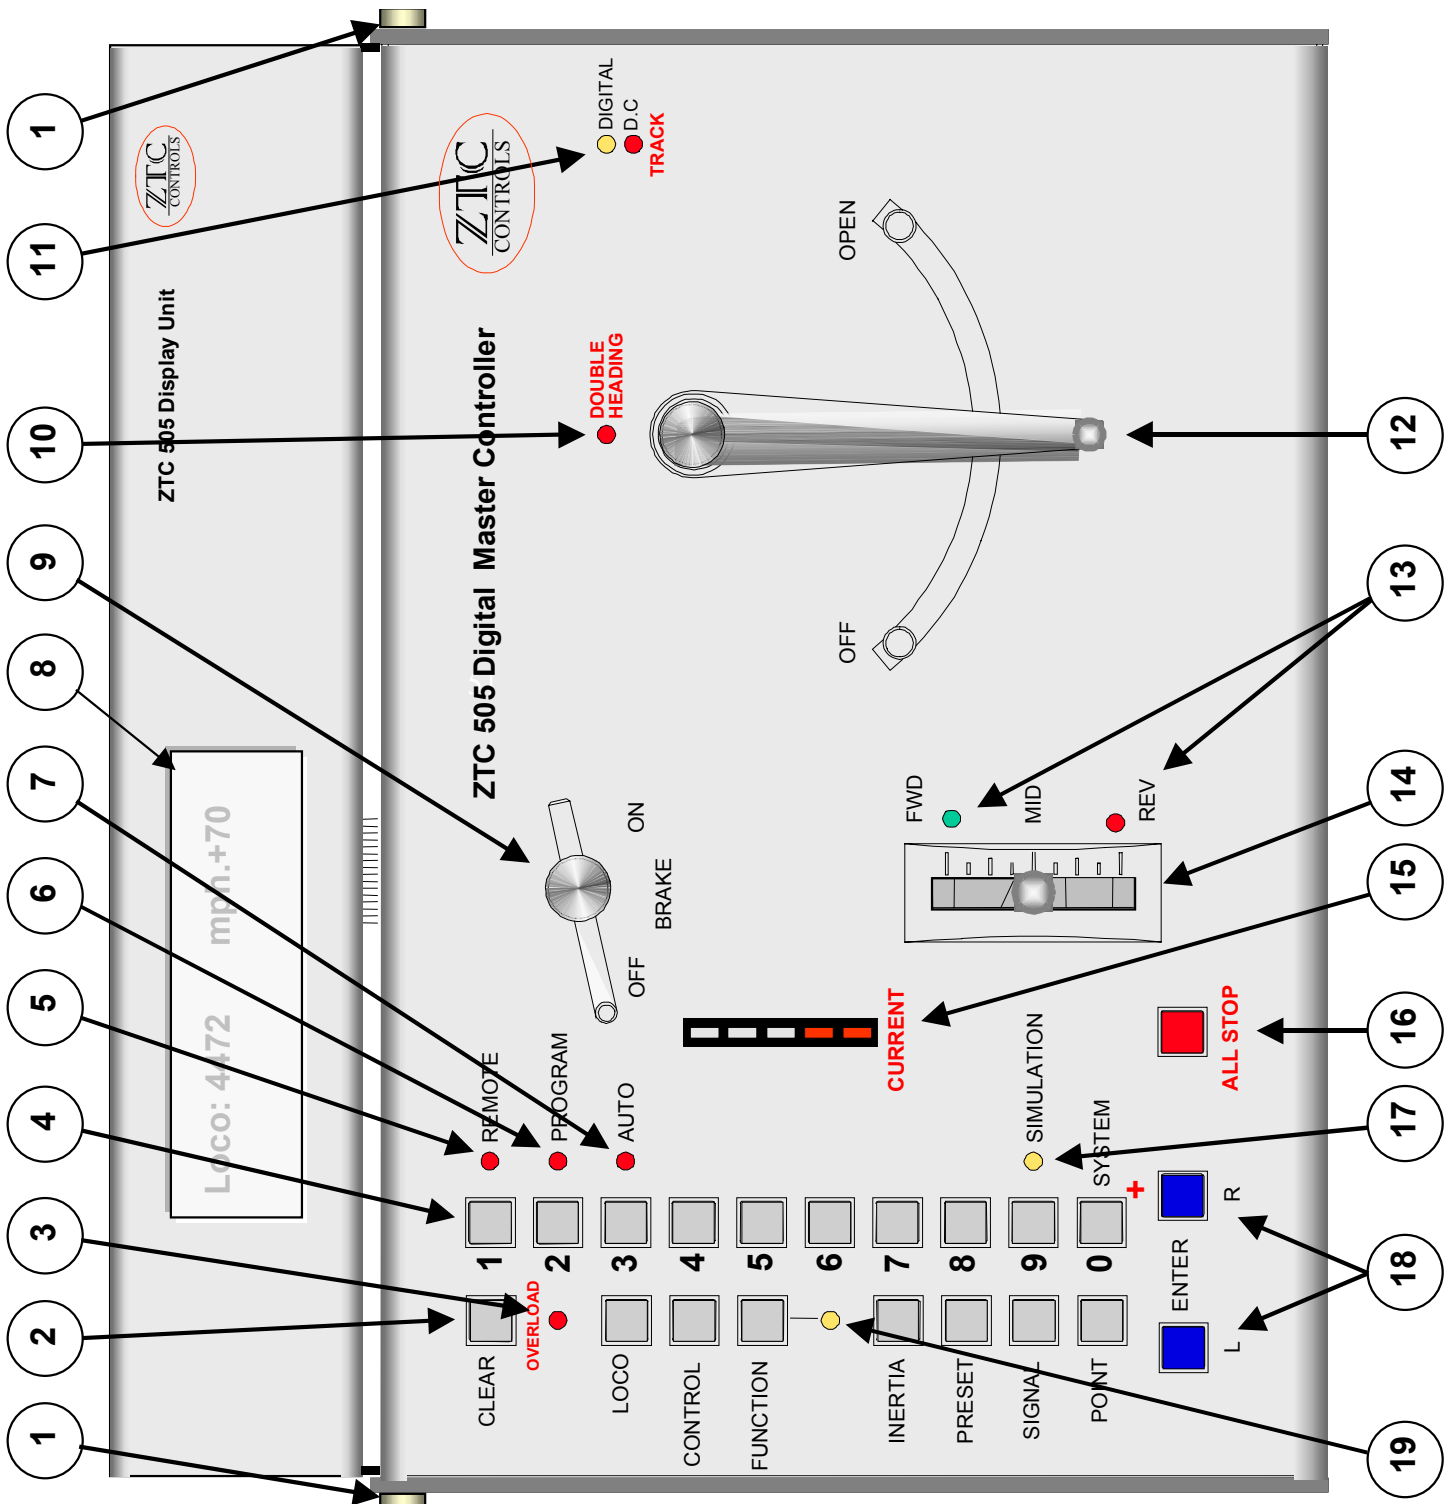 1
2
3
4
5
6
7
8
9
10
11
1
Loco: 4472 mph.+70
ZTC 505 Display Unit
ZTC
CONTROLS
ZTC 505 Digital Master Controller
ZTC
CONTROLS
CLEAR
OVERLOAD
LOCO
CONTROL
FUNCTION
INERTIA
PRESET
SIGNAL
POINT
1
2
3
4
5
6
7
8
9
0
REMOTE
PROGRAM
AUTO
SIMULATION
SYSTEM
+
L
ENTER
R
OFF
BRAKE
ON
CURRENT
ALL STOP
FWD
MID
REV
DOUBLE
HEADING
OFF
OPEN
DIGITAL
D.C
TRACK
19
18
17
16
15
14
13
12